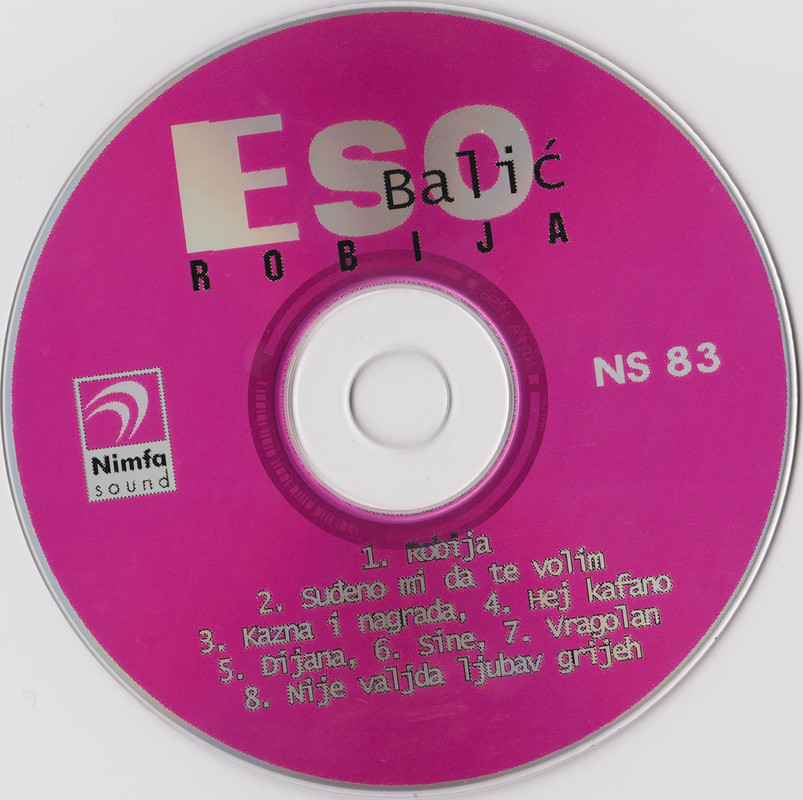 ESO
Balić
ROBIJA
NS 83
Nimfa
sound
1. Robija
2. Suđeno mi da te volim
3. Kazna i nagrada, 4. Hej kafano
5. Dijana, 6. Sine, 7. Vragolan
8. Nije valjda ljubav grijeh